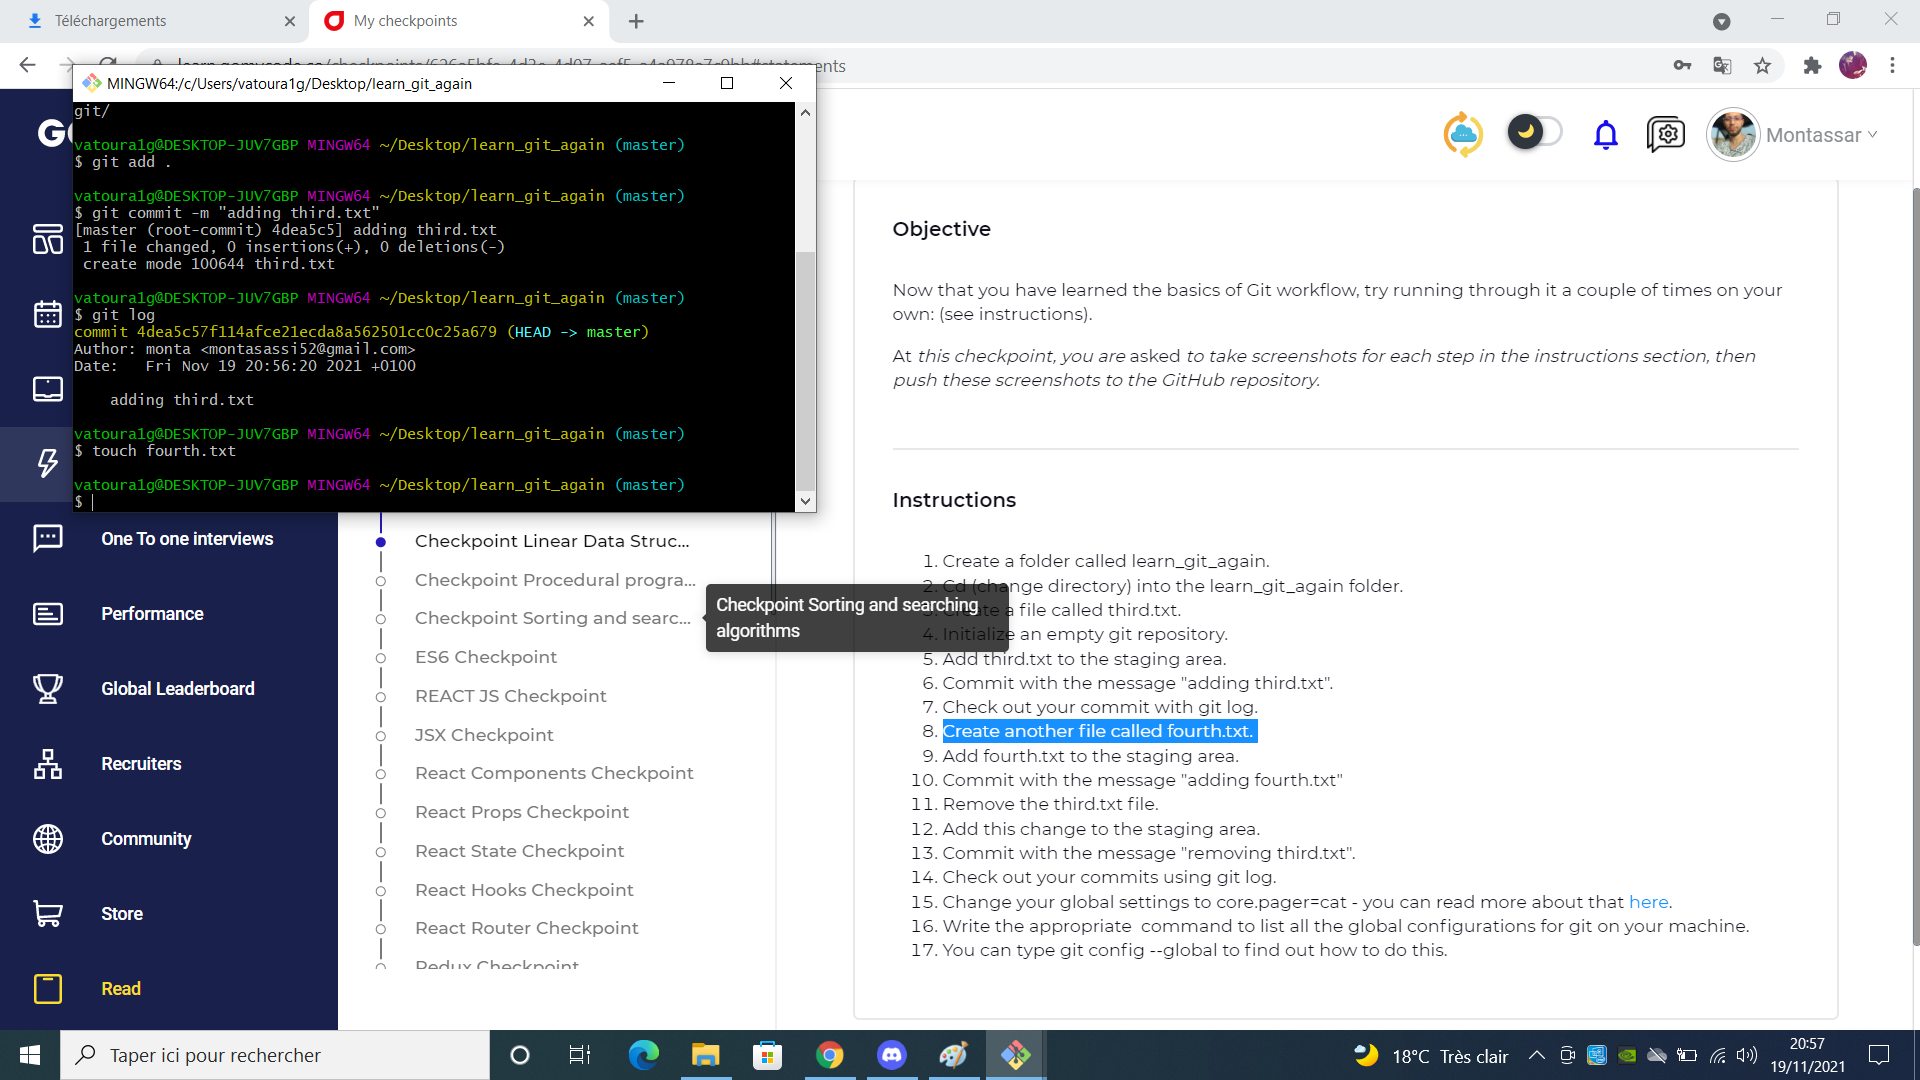 Téléchargements
My checkpoints
MINGW64:/c/Users/vatoura1g/Desktop/learn_git_again
git/
vatoura1g@DESKTOP-JUV7GBP MINGW64 ~/Desktop/learn_git_again (master)
$ git add .
vatoura1g@DESKTOP-JUV7GBP MINGW64 ~/Desktop/learn_git_again (master)
$ git commit -m "adding third.txt"
[master (root-commit) 4dea5c5] adding third.txt
1 file changed, 0 insertions(+), 0 deletions(-)
create mode 100644 third.txt
vatoura1g@DESKTOP-JUV7GBP MINGW64 ~/Desktop/learn_git_again (master)
$ git log
commit 4dea5c57f114afce21ecda8a562501cc0c25a679 (HEAD -> master)
Author: monta <montasassi52@gmail.com>
Date:   Fri Nov 19 20:56:20 2021 +0100
adding third.txt
vatoura1g@DESKTOP-JUV7GBP MINGW64 ~/Desktop/learn_git_again (master)
$ touch fourth.txt
vatoura1g@DESKTOP-JUV7GBP MINGW64 ~/Desktop/learn_git_again (master)
$
Montassar
One To one interviews
Performance
Global Leaderboard
Recruiters
Community
Store
Read
Checkpoint Linear Data Struc...
Checkpoint Procedural progra...
Checkpoint Sorting and searc...
ES6 Checkpoint
REACT JS Checkpoint
JSX Checkpoint
React Components Checkpoint
React Props Checkpoint
React State Checkpoint
React Hooks Checkpoint
React Router Checkpoint
Redux Checkpoint
Checkpoint Sorting and searching
algorithms
Objective
Now that you have learned the basics of Git workflow, try running through it a couple of times on your
own: (see instructions).
At this checkpoint, you are asked to take screenshots for each step in the instructions section, then
push these screenshots to the GitHub repository.
Instructions
1. Create a folder called learn_git_again.
2. Cd (change directory) into the learn_git_again folder.
3. Create a file called third.txt.
4. Initialize an empty git repository.
5. Add third.txt to the staging area.
6. Commit with the message "adding third.txt".
7. Check out your commit with git log.
8. Create another file called fourth.txt.
9. Add fourth.txt to the staging area.
10. Commit with the message "adding fourth.txt"
11. Remove the third.txt file.
12. Add this change to the staging area.
13. Commit with the message "removing third.txt".
14. Check out your commits using git log.
15. Change your global settings to core.pager=cat - you can read more about that here.
16. Write the appropriate command to list all the global configurations for git on your machine.
17. You can type git config --global to find out how to do this.
Taper ici pour rechercher
18°C Très clair
20:57
19/11/2021